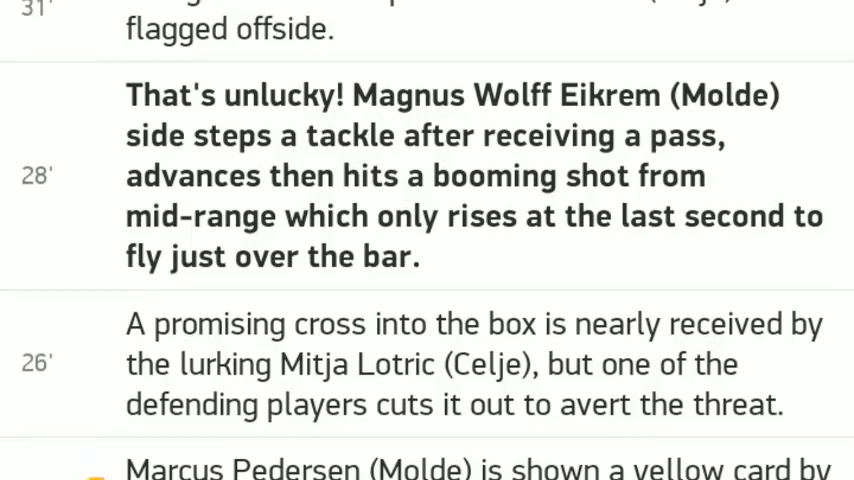 31'
flagged offside.
That's unlucky! Magnus Wolff Eikrem (Molde)
side steps a tackle after receiving a pass,
28'
advances then hits a booming shot from
mid-range which only rises at the last second to
fly just over the bar.
A promising cross into the box is nearly received by
26'
the lurking Mitja Lotric (Celje), but one of the
defending players cuts it out to avert the threat.
Marcus Pedersen (Molde) is shown a yellow card by